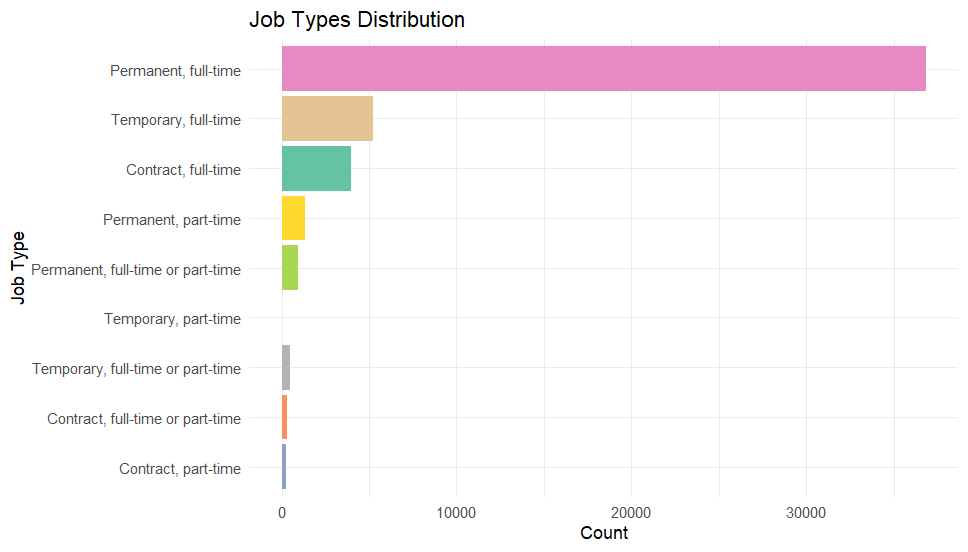 Job Types Distribution
Permanent, full-time
Temporary, full-time
Contract, full-time
Permanent, part-time
Permanent, full-time or part-time
Temporary, part-time
Temporary, full-time or part-time
Contract, full-time or part-time
Contract, part-time
Job Type
0 10000 20000 30000
Count